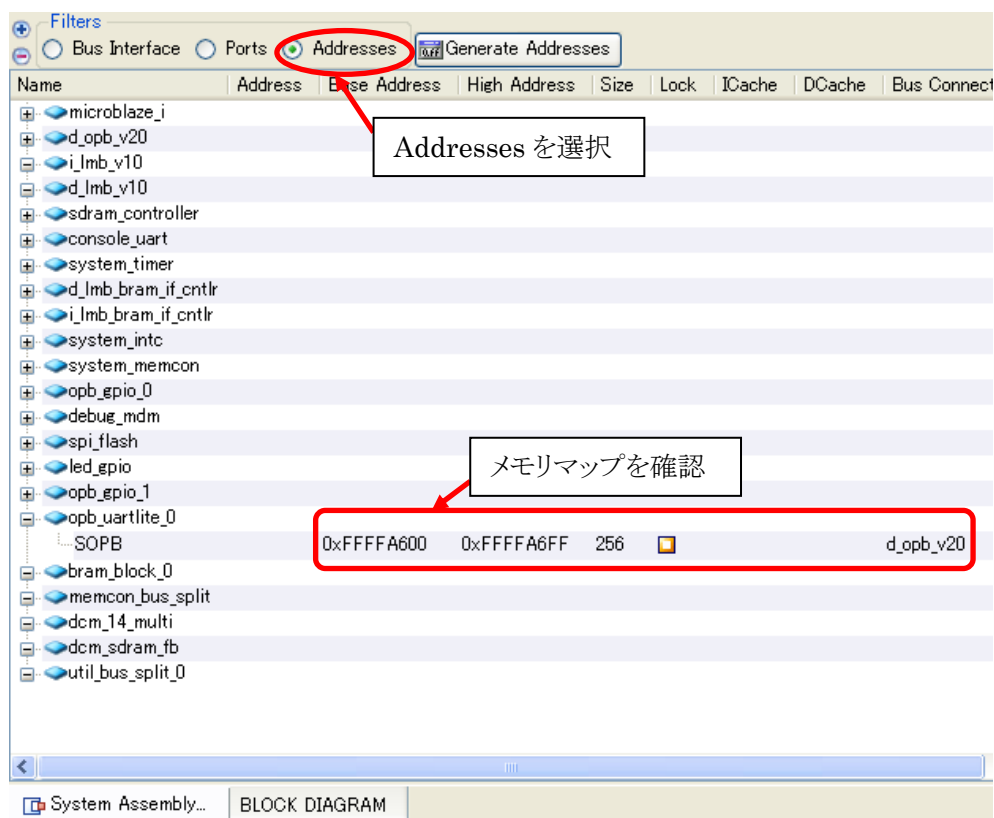 Filters
Bus Interface Ports Addresses Generate Addresses
Name Address Base Address High Address Size Lock ICache DCache Bus Connect
microblaze_i
d_opb_v20
Addresses を選択
i_lmb_v10
d_lmb_v10
sdram_controller
console_uart
system_timer
d_lmb_bram_if_cntlr
i_lmb_bram_if_cntlr
system_intc
system_memcon
opb_gpio_0
debug_mdm
spi_flash
メモリマップを確認
led_gpio
opb_gpio_1
opb_uartlite_0
SOPB 0xFFFFA600 0xFFFFA6FF 256 d_opb_v20
bram_block_0
memcon_bus_split
dcm_14_multi
dcm_sdram_fb
util_bus_split_0
System Assembly... BLOCK DIAGRAM